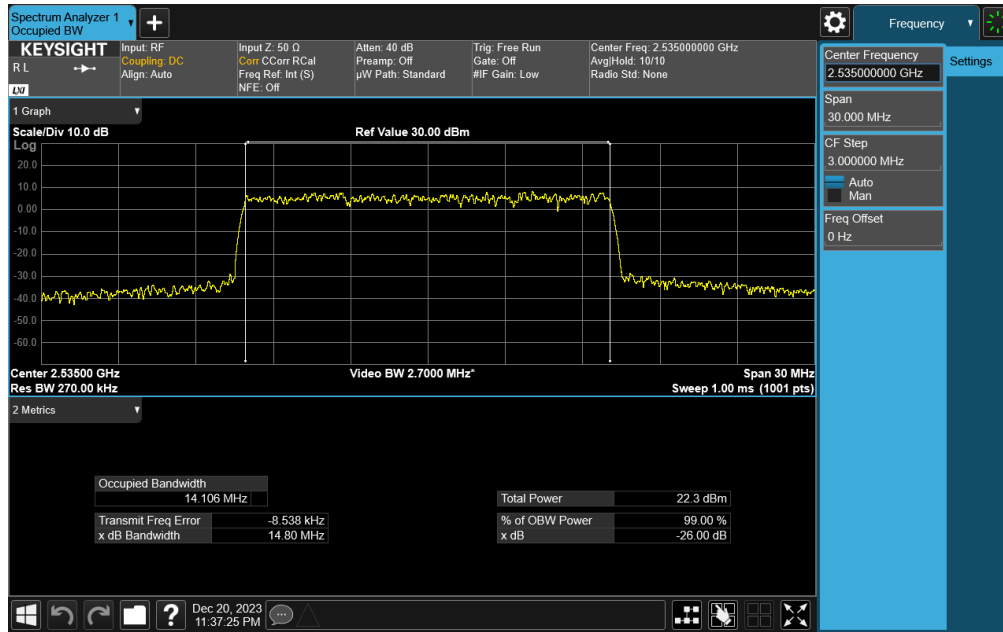 Spectrum Analyzer 1
Occupied BW
+
Frequency
KEYSIGHT
R L
LXI
Input: RF
Coupling: DC
Align: Auto
Input Z: 50 Ω
Corr CCorr RCal
Freq Ref: Int (S)
NFE: Off
Atten: 40 dB
Preamp: Off
µW Path: Standard
Trig: Free Run
Gate: Off
#IF Gain: Low
Center Freq: 2.535000000 GHz
Avg|Hold: 10/10
Radio Std: None
Center Frequency
2.535000000 GHz
Settings
Span
30.000 MHz
CF Step
3.000000 MHz
Auto
Man
Freq Offset
0 Hz
1 Graph
Scale/Div 10.0 dB
Ref Value 30.00 dBm
Log
20.0
10.0
0.00
-10.0
-20.0
-30.0
-40.0
-50.0
-60.0
Center 2.53500 GHz
Video BW 2.7000 MHz*
Span 30 MHz
Res BW 270.00 kHz
Sweep 1.00 ms (1001 pts)
2 Metrics
Occupied Bandwidth
14.106 MHz
Total Power 22.3 dBm
Transmit Freq Error -8.538 kHz
% of OBW Power 99.00 %
x dB Bandwidth 14.80 MHz
x dB -26.00 dB
?
Dec 20, 2023
11:37:25 PM